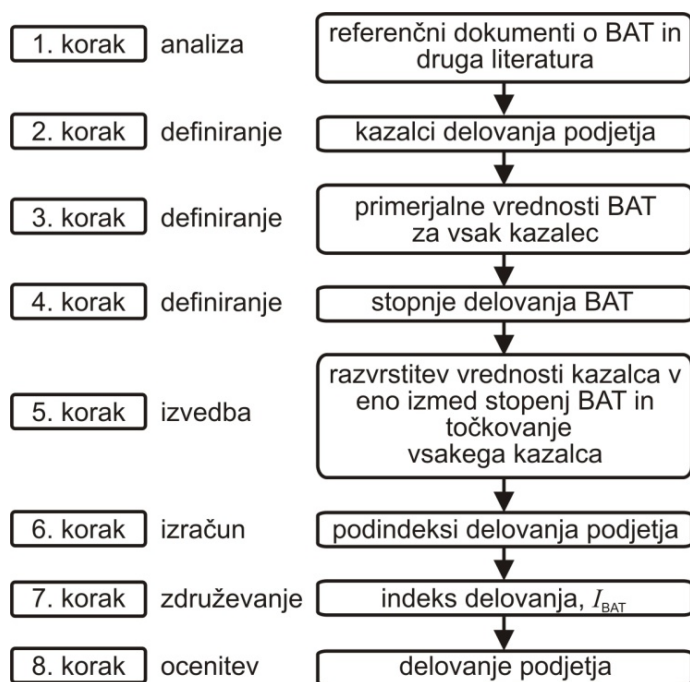 1. korak analiza referenčni dokumenti o BAT in
druga literatura
2. korak definiranje kazalci delovanja podjetja
3. korak definiranje primerjalne vrednosti BAT
za vsak kazalec
4. korak definiranje stopnje delovanja BAT
5. korak izvedba razvrstitev vrednosti kazalca v
eno izmed stopenj BAT in
točkovanje
vsakega kazalca
6. korak izračun podindeksi delovanja podjetja
7. korak združevanje indeks delovanja, I_BAT
8. korak ocenitev delovanje podjetja